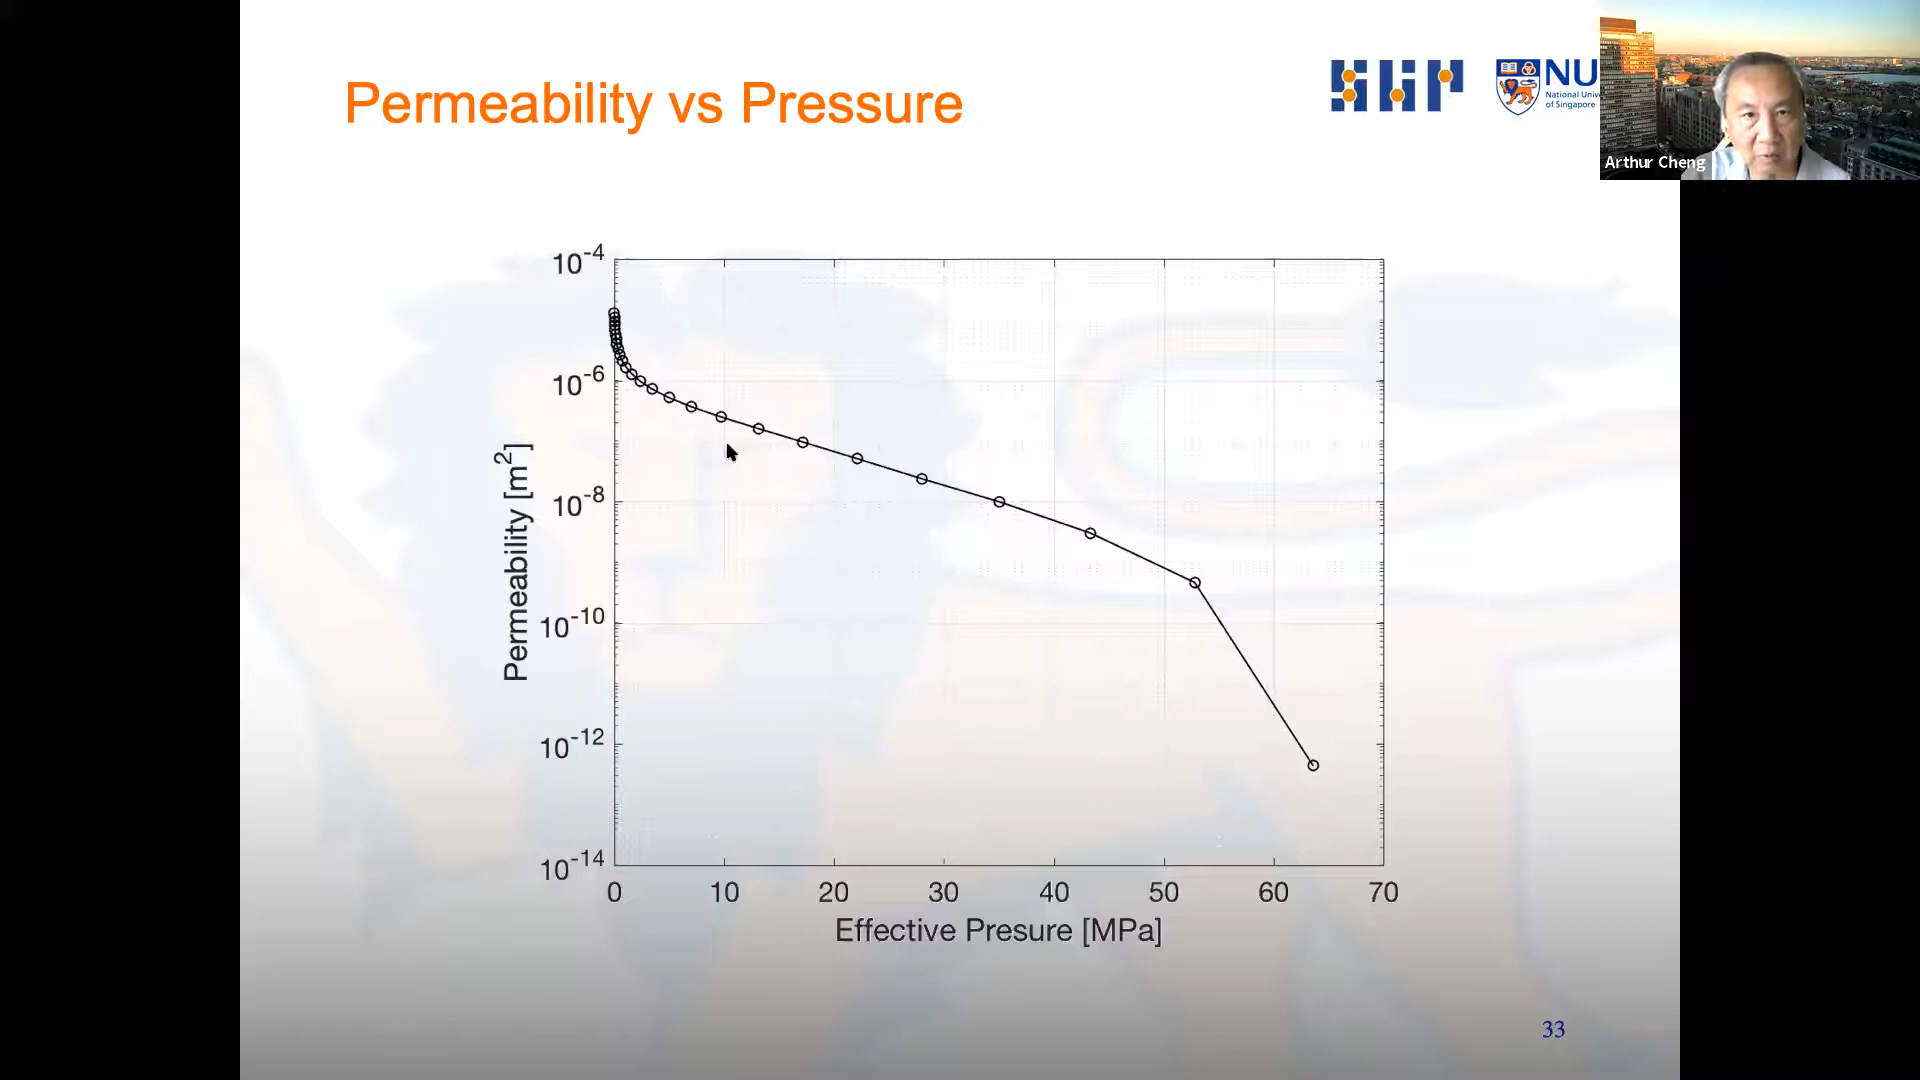 Permeability vs Pressure
SHP
NU
National Univ
of Singapore
Arthur Cheng
Permeability [m²]
10⁻⁴
10⁻⁶
10⁻⁸
10⁻¹⁰
10⁻¹²
10⁻¹⁴
0 10 20 30 40 50 60 70
Effective Presure [MPa]
33